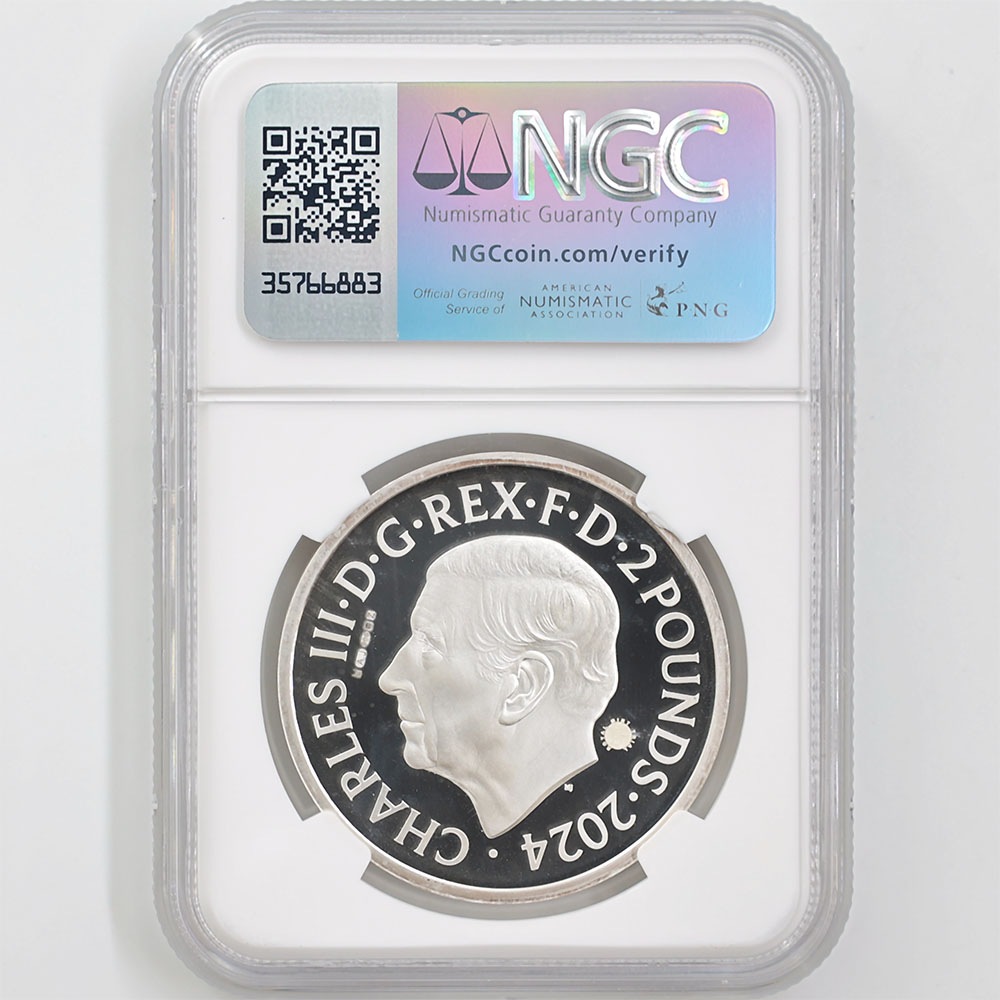 NGC
Numismatic Guaranty Company
NGCcoin.com/verify
35766883
Official Grading
Service of
AMERICAN
NUMISMATIC
ASSOCIATION
PNG
CHARLES III·D·G·REX·F·D·2 POUNDS·2024·